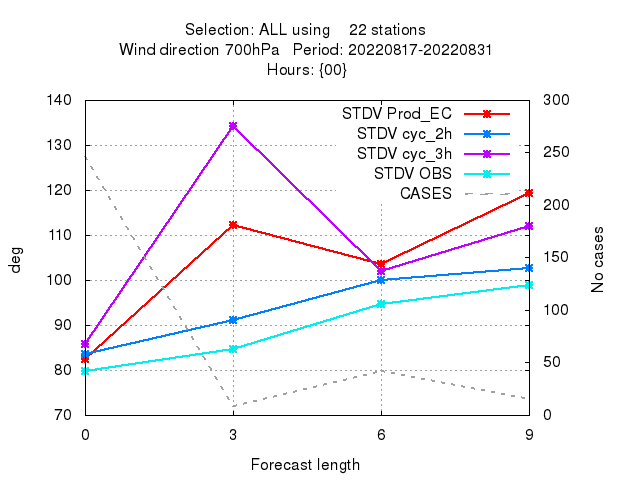 Selection: ALL using 22 stations
Wind direction 700hPa Period: 20220817-20220831
Hours: {00}
140
130
120
110
100
90
80
70
300
250
200
150
100
50
0
STDV Prod_EC
STDV cyc_2h
STDV cyc_3h
STDV OBS
CASES
deg
No cases
0
3
6
9
Forecast length